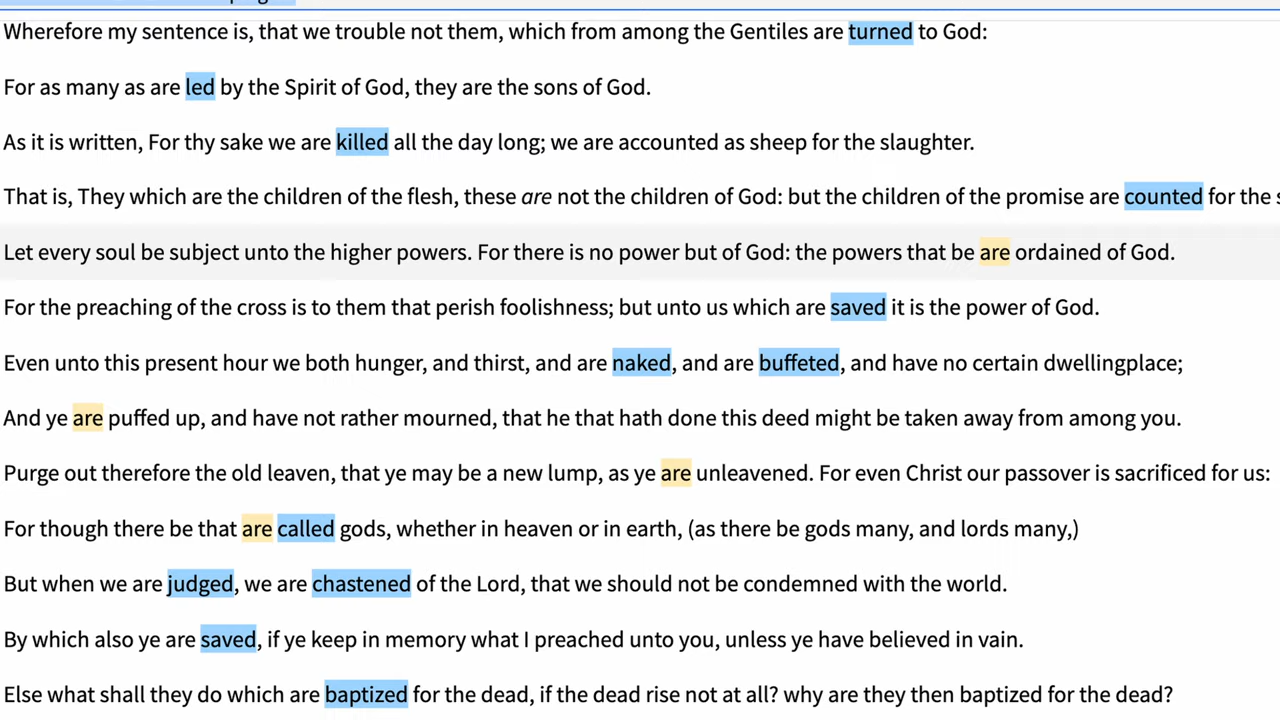 Wherefore my sentence is, that we trouble not them, which from among the Gentiles are turned to God:
For as many as are led by the Spirit of God, they are the sons of God.
As it is written, For thy sake we are killed all the day long; we are accounted as sheep for the slaughter.
That is, They which are the children of the flesh, these are not the children of God: but the children of the promise are counted for the
Let every soul be subject unto the higher powers. For there is no power but of God: the powers that be are ordained of God.
For the preaching of the cross is to them that perish foolishness; but unto us which are saved it is the power of God.
Even unto this present hour we both hunger, and thirst, and are naked, and are buffeted, and have no certain dwellingplace;
And ye are puffed up, and have not rather mourned, that he that hath done this deed might be taken away from among you.
Purge out therefore the old leaven, that ye may be a new lump, as ye are unleavened. For even Christ our passover is sacrificed for us:
For though there be that are called gods, whether in heaven or in earth, (as there be gods many, and lords many,)
But when we are judged, we are chastened of the Lord, that we should not be condemned with the world.
By which also ye are saved, if ye keep in memory what I preached unto you, unless ye have believed in vain.
Else what shall they do which are baptized for the dead, if the dead rise not at all? why are they then baptized for the dead?